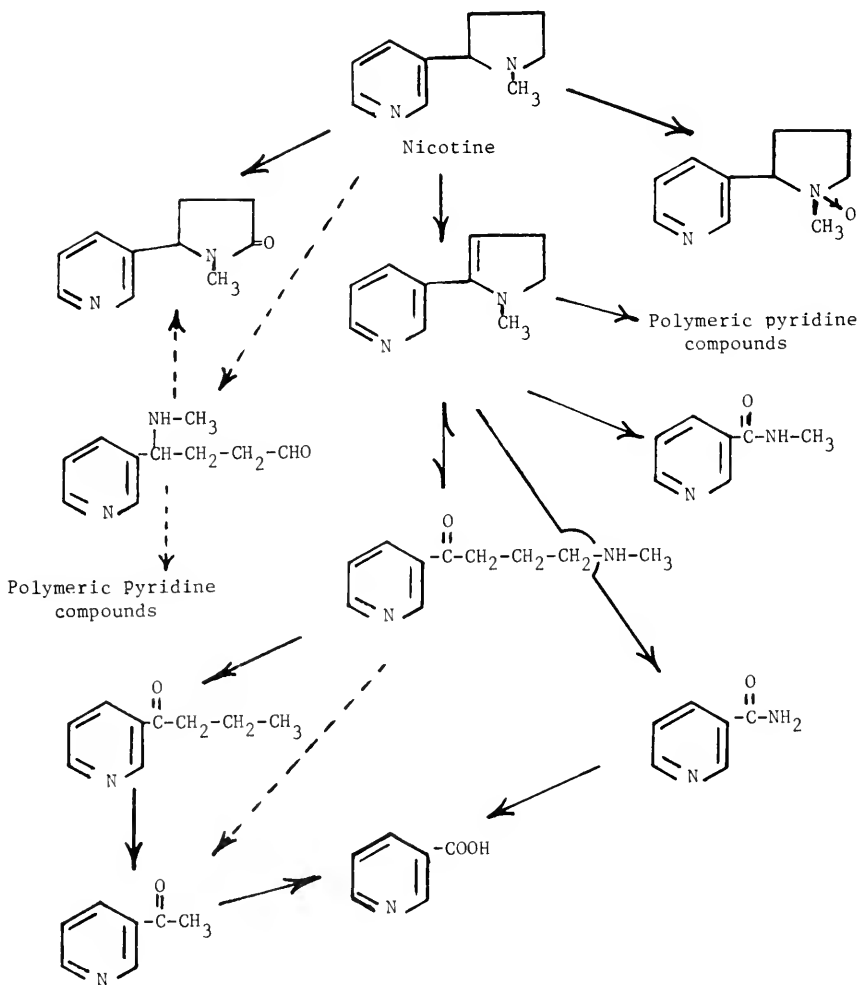 N
N
CH3
Nicotine
N
N
CH3
O
N
N
CH3
O
N
N
CH3
Polymeric pyridine
compounds
NH-CH3
CH-CH2-CH2-CHO
N
O
C-NH-CH3
N
Polymeric Pyridine
compounds
O
C-CH2-CH2-CH2-NH-CH3
N
O
C-CH2-CH2-CH3
N
O
C-NH2
N
COOH
N
O
C-CH3
N